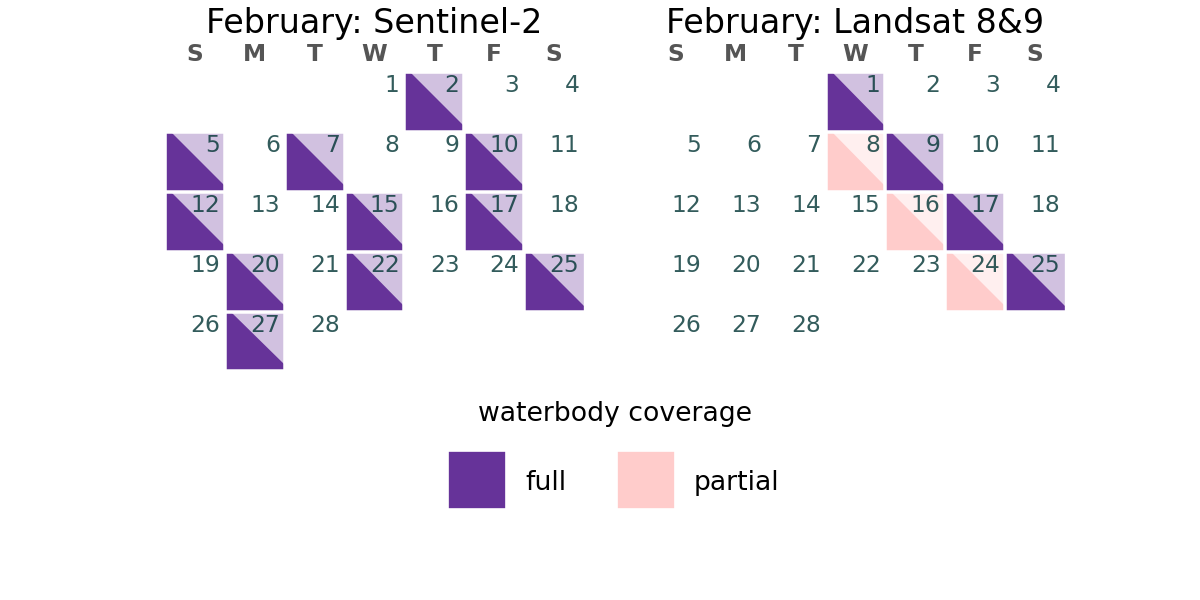 February: Sentinel-2
S M T W T F S
1 2 3 4
5 6 7 8 9 10 11
12 13 14 15 16 17 18
19 20 21 22 23 24 25
26 27 28
February: Landsat 8&9
S M T W T F S
1 2 3 4
5 6 7 8 9 10 11
12 13 14 15 16 17 18
19 20 21 22 23 24 25
26 27 28
waterbody coverage
full
partial